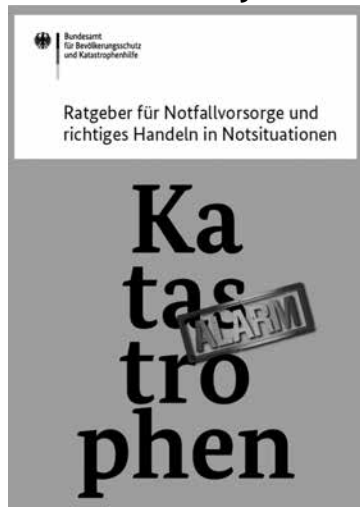 Bundesamt
für Bevölkerungsschutz
und Katastrophenhilfe
Ratgeber für Notfallvorsorge und
richtiges Handeln in Notsituationen
Ka
tas
ALARM
tro
phen